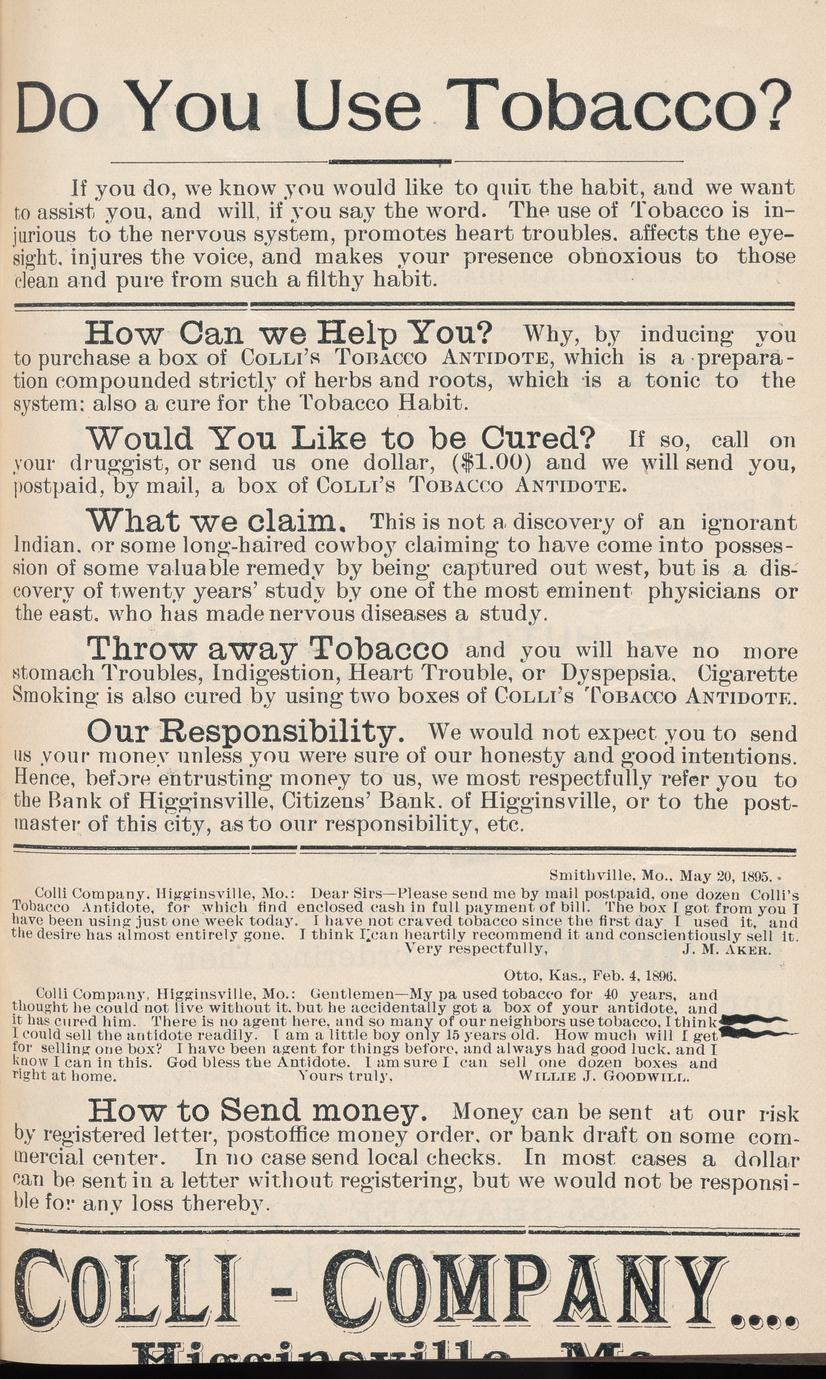 Do You Use Tobacco?
If you do, we know you would like to quit the habit, and we want
to assist you, and will, if you say the word. The use of Tobacco is in-
jurious to the nervous system, promotes heart troubles. affects the eye-
sight. injures the voice, and makes your presence obnoxious to those
clean and pure from such a filthy habit.
How Can we Help You? Why, by inducing you
to purchase a box of COLLI'S TOBACCO ANTIDOTE, which is a prepara-
tion compounded strictly of herbs and roots, which is a tonic to the
system; also a cure for the Tobacco Habit.
Would You Like to be Cured? If so, call on
your druggist, or send us one dollar, ($1.00) and we will send you,
postpaid, by mail, a box of COLLI'S TOBACCO ANTIDOTE.
What we claim. This is not a discovery of an ignorant
Indian. or some long-haired cowboy claiming to have come into posses-
sion of some valuable remedy by being captured out west, but is a dis-
covery of twenty years' study by one of the most eminent physicians or
the east. who has made nervous diseases a study.
Throw away Tobacco and you will have no more
stomach Troubles, Indigestion, Heart Trouble, or Dyspepsia. Cigarette
Smoking is also cured by using two boxes of COLLI'S TOBACCO ANTIDOTE.
Our Responsibility. We would not expect you to send
us your money unless you were sure of our honesty and good intentions.
Hence, before entrusting money to us, we most respectfully refer you to
the Bank of Higginsville, Citizens' Bank. of Higginsville, or to the post-
master of this city, as to our responsibility, etc.
Smithville, Mo., May 20, 1895.
Colli Company, Higginsville, Mo.: Dear Sirs—Please send me by mail postpaid, one dozen Colli's
Tobacco Antidote, for which find enclosed cash in full payment of bill. The box I got from you I
have been using just one week today. I have not craved tobacco since the first day I used it, and
the desire has almost entirely gone. I think I can heartily recommend it and conscientiously sell it.
Very respectfully, J. M. AKER.
Otto, Kas., Feb. 4, 1896.
Colli Company, Higginsville, Mo.: Gentlemen—My pa used tobacco for 40 years, and
thought he could not live without it, but he accidentally got a box of your antidote, and
it has cured him. There is no agent here, and so many of our neighbors use tobacco, I think
I could sell the antidote readily. I am a little boy only 15 years old. How much will I get
for selling one box? I have been agent for things before, and always had good luck, and I
know I can in this. God bless the Antidote. I am sure I can sell one dozen boxes and
right at home. Yours truly, WILLIE J. GOODWILL.
How to Send money. Money can be sent at our risk
by registered letter, postoffice money order, or bank draft on some com-
mercial center. In no case send local checks. In most cases a dollar
can be sent in a letter without registering, but we would not be responsi-
ble for any loss thereby.
COLLI - COMPANY....
Higginsville, Mo.